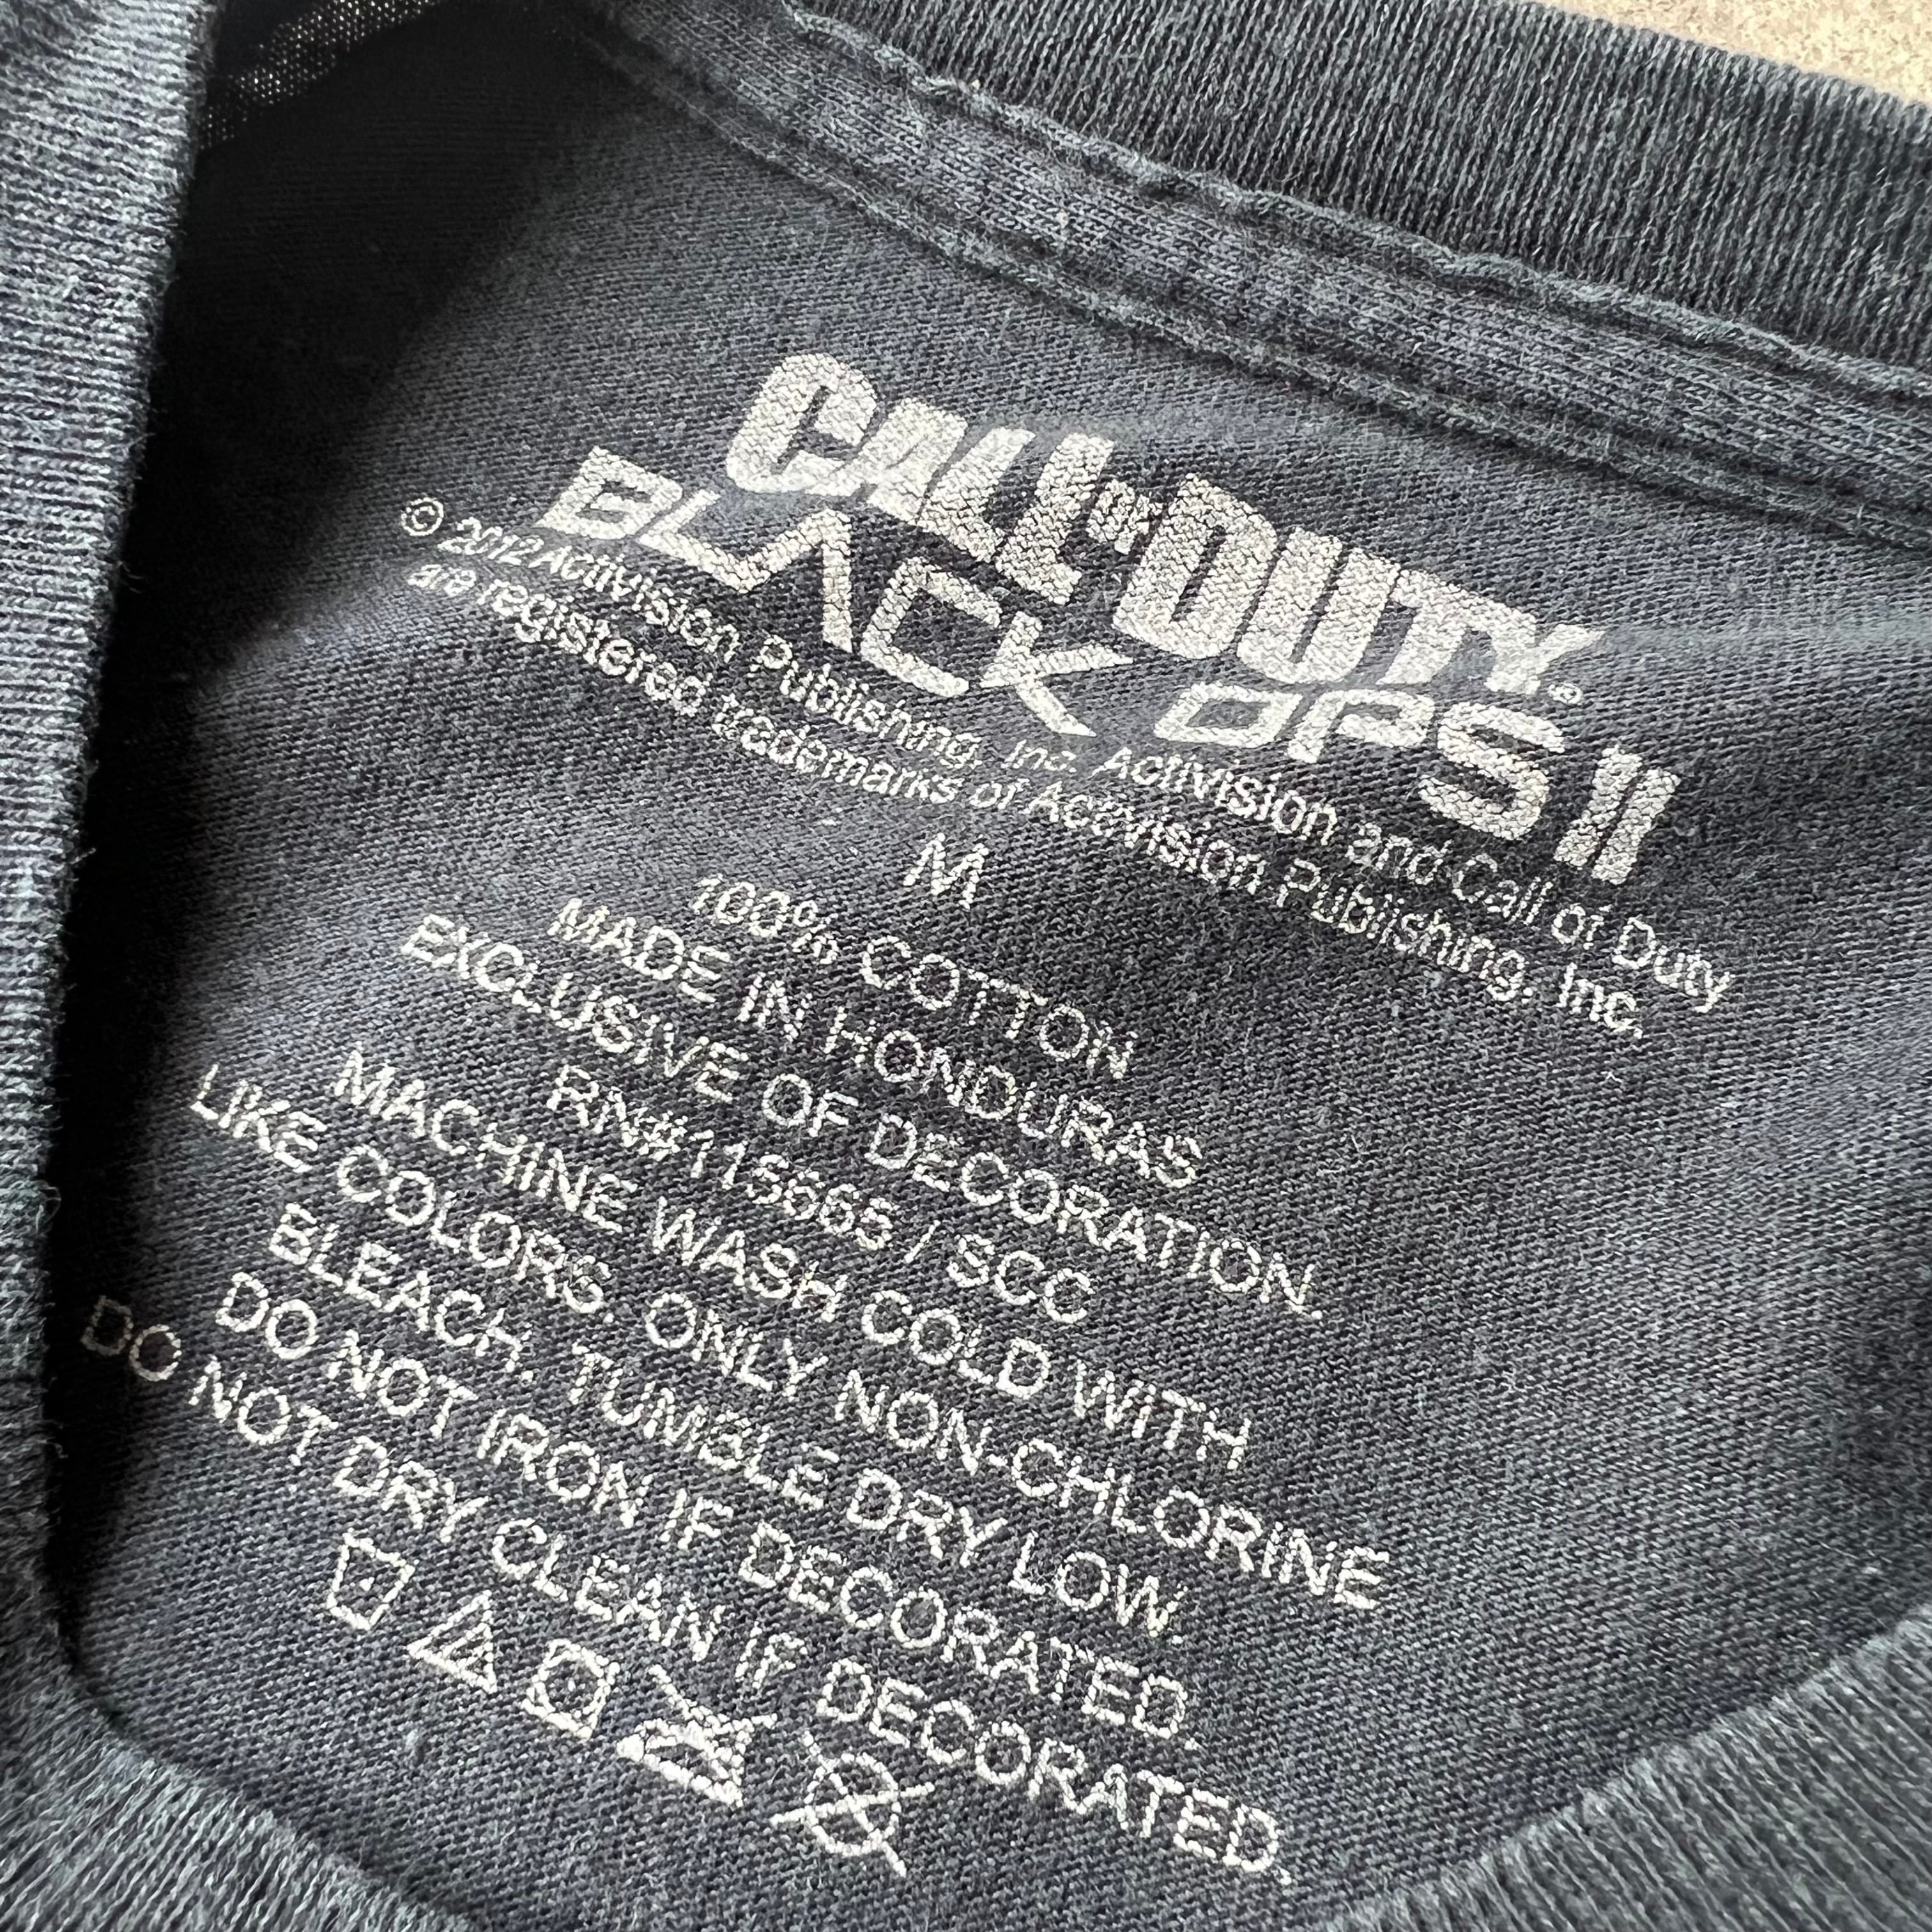 CALL OF DUTY®
BLACK OPS II
© 2012 Activision Publishing, Inc. Activision and Call of Duty
are registered trademarks of Activision Publishing, Inc.
M
100% COTTON
MADE IN HONDURAS
EXCLUSIVE OF DECORATION.
RN#115665 / SCC
MACHINE WASH COLD WITH
LIKE COLORS. ONLY NON-CHLORINE
BLEACH. TUMBLE DRY LOW.
DO NOT IRON IF DECORATED.
DO NOT DRY CLEAN IF DECORATED.